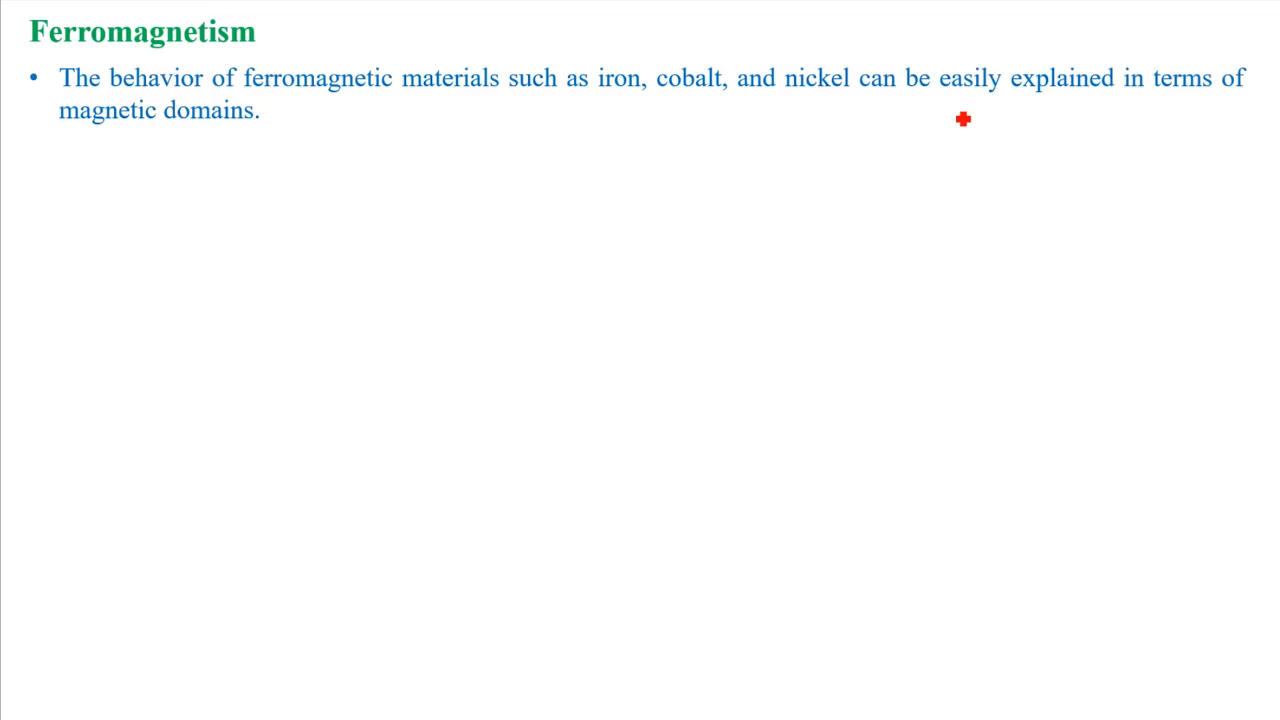 Ferromagnetism
• The behavior of ferromagnetic materials such as iron, cobalt, and nickel can be easily explained in terms of
magnetic domains.